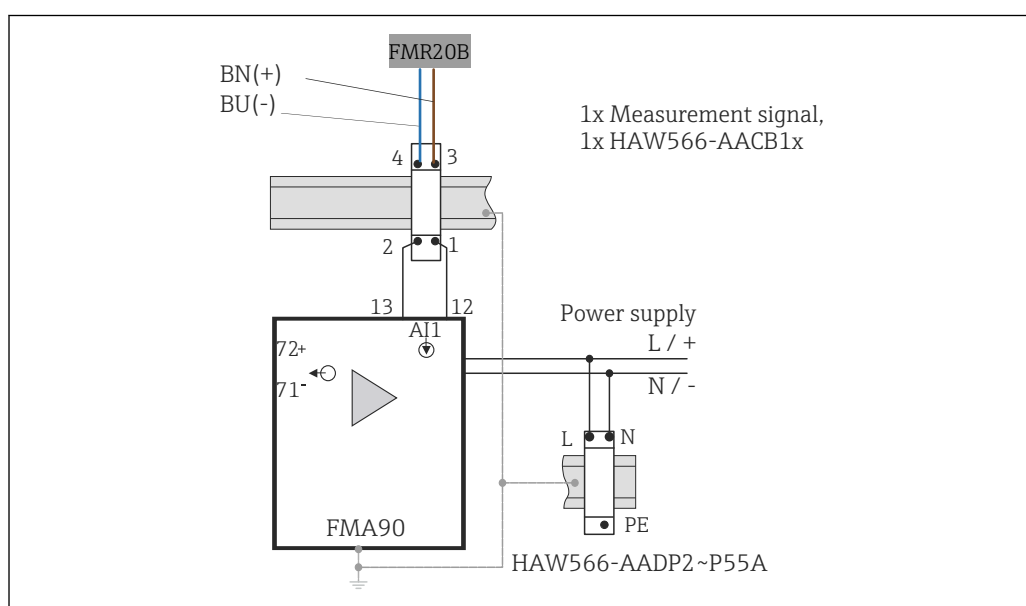 FMR20B
BN(+)
BU(-)
1x Measurement signal,
1x HAW566-AACB1x
4 3
2 1
13 12
AI1
Power supply
L / +
N / -
72+
71-
L N
PE
FMA90
HAW566-AADP2~P55A